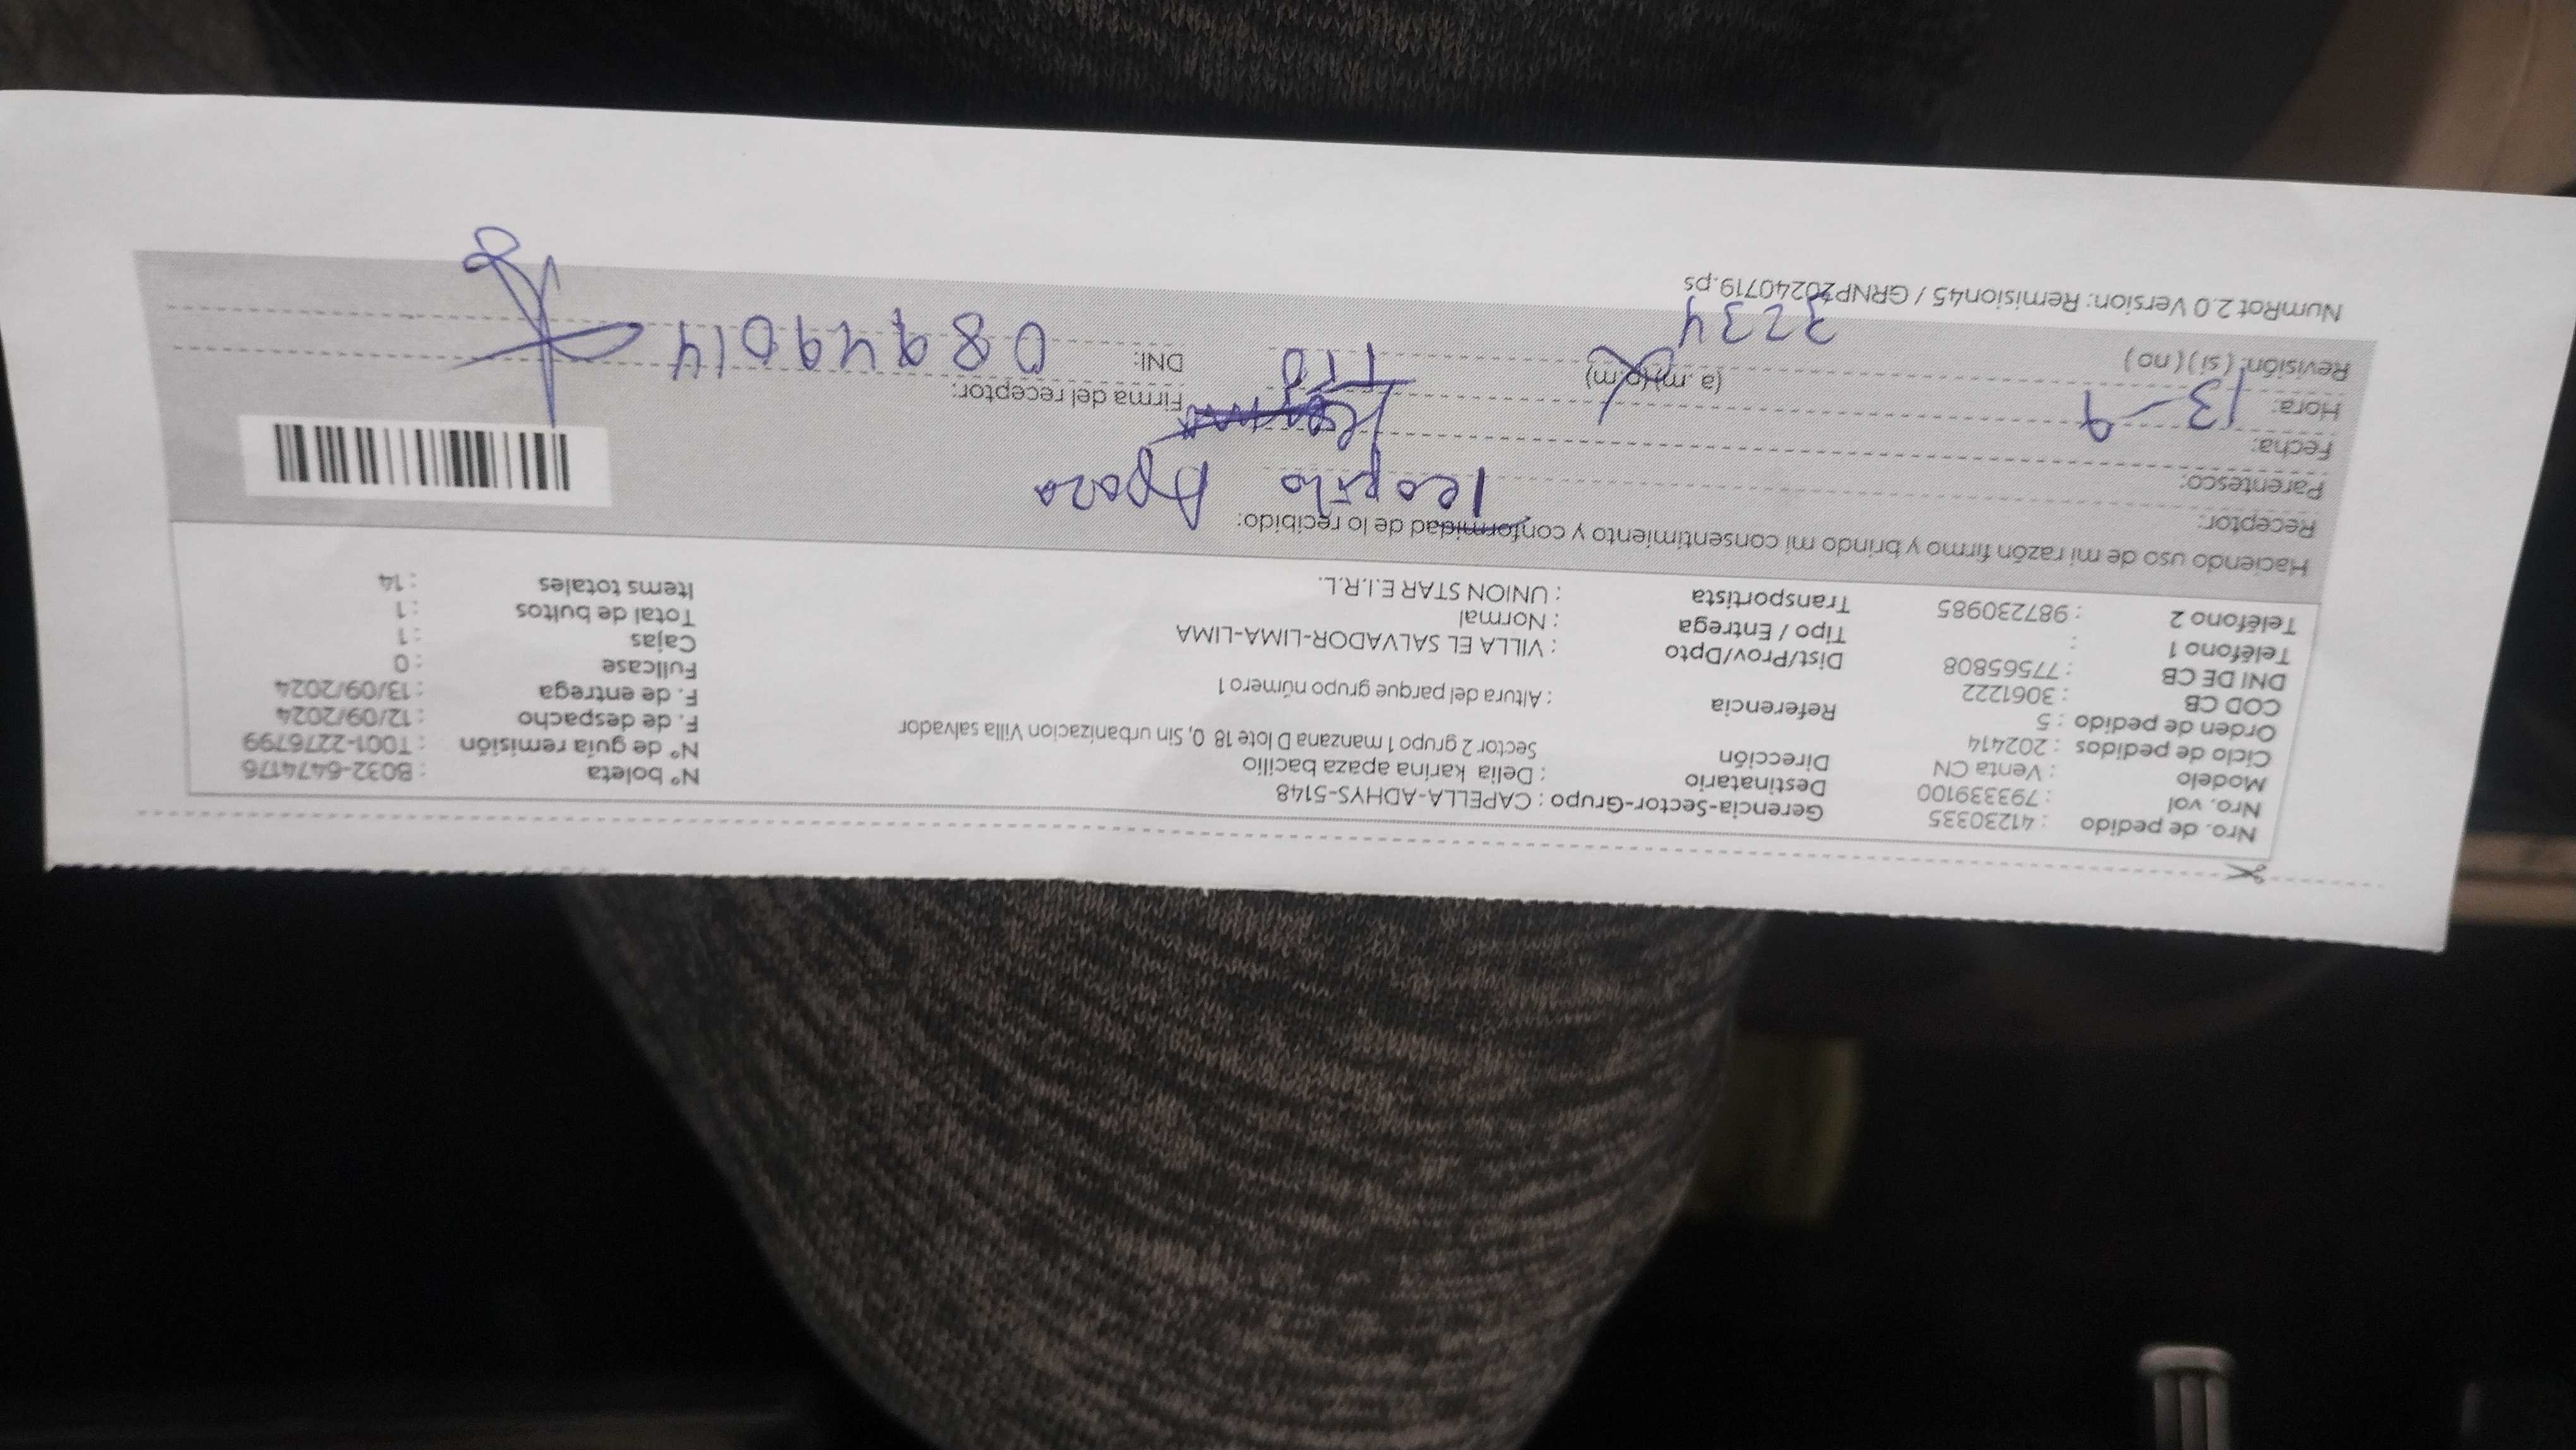 Nro. de pedido : 41230335 Gerencia-Sector-Grupo : CAPELLA-ADHYS-5148 N° boleta : B032-6474176
Nro. vol : 793339100 Destinatario : Delia karina apaza bacilio N° de guía remisión : T001-2276799
Modelo : Venta CN Dirección Sector 2 grupo 1 manzana D lote 18 0, Sin urbanizacion Villa salvador F. de despacho : 12/09/2024
Ciclo de pedidos : 202414 Referencia : Altura del parque grupo número 1 F. de entrega : 13/09/2024
Orden de pedido : 5 Dist/Prov/Dpto : VILLA EL SALVADOR-LIMA-LIMA Fullcase : 0
COD CB : 3061222 Tipo / Entrega : Normal Cajas : 1
DNI DE CB : 77565808 Transportista : UNION STAR E.I.R.L. Total de bultos : 1
Teléfono 1 : Items totales : 14
Teléfono 2 : 987230985
Haciendo uso de mi razón firmo y brindo mi consentimiento y conformidad de lo recibido:
Receptor: Apaza
Parentesco:
Fecha: 13-9 Firma del receptor:
Hora: (a.m)(p.m) DNI: 08949014
Revisión: (si) (no) 3234
NumRot 2.0 Version: Remision45 / GRNP20240719.ps